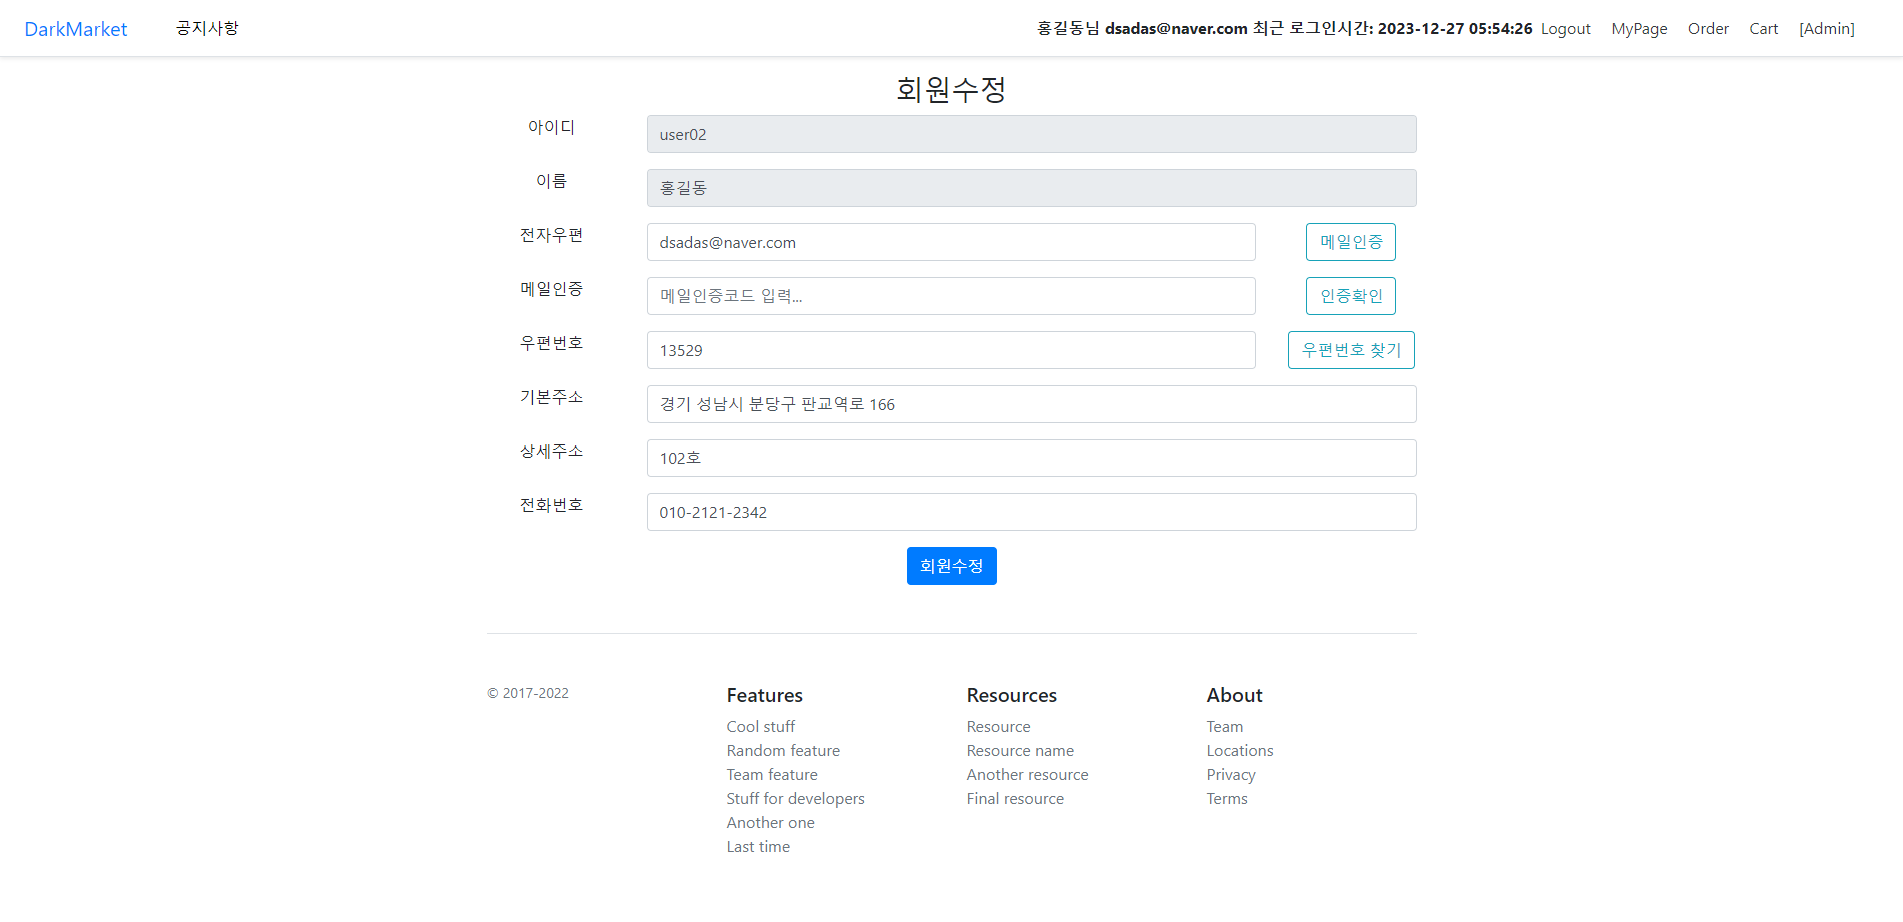 DarkMarket 공지사항 홍길동님 dsadas@naver.com 최근 로그인시간: 2023-12-27 05:54:26 Logout MyPage Order Cart [Admin]
회원수정
아이디 user02
이름 홍길동
전자우편 dsadas@naver.com 메일인증
메일인증 메일인증코드 입력... 인증확인
우편번호 13529 우편번호 찾기
기본주소 경기 성남시 분당구 판교역로 166
상세주소 102호
전화번호 010-2121-2342
회원수정
© 2017-2022
Features
Cool stuff
Random feature
Team feature
Stuff for developers
Another one
Last time
Resources
Resource
Resource name
Another resource
Final resource
About
Team
Locations
Privacy
Terms